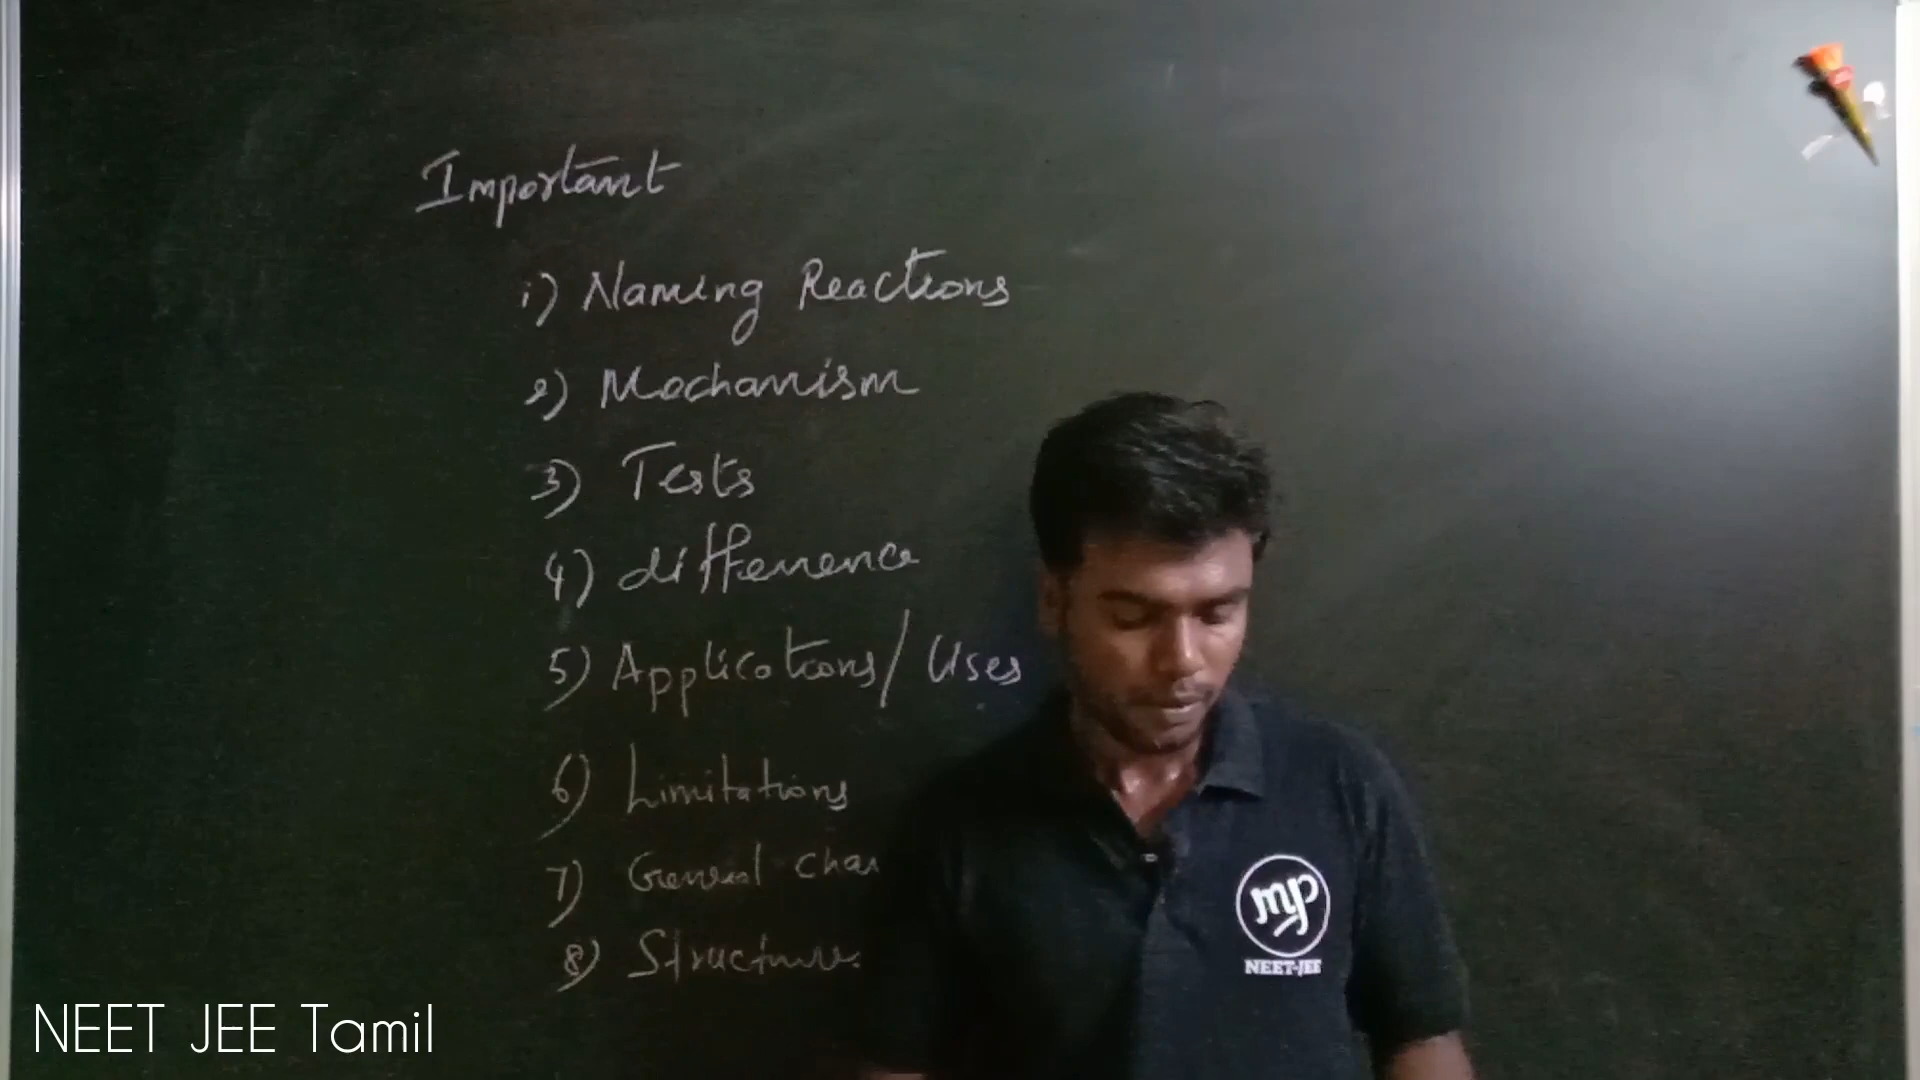 Important
i) Naming Reactions
2) Mechanism
3) Tests
4) difference
5) Applications/Uses
6) Limitations
7) General Char
8) Structure
mp
NEET-JEE
NEET JEE Tamil